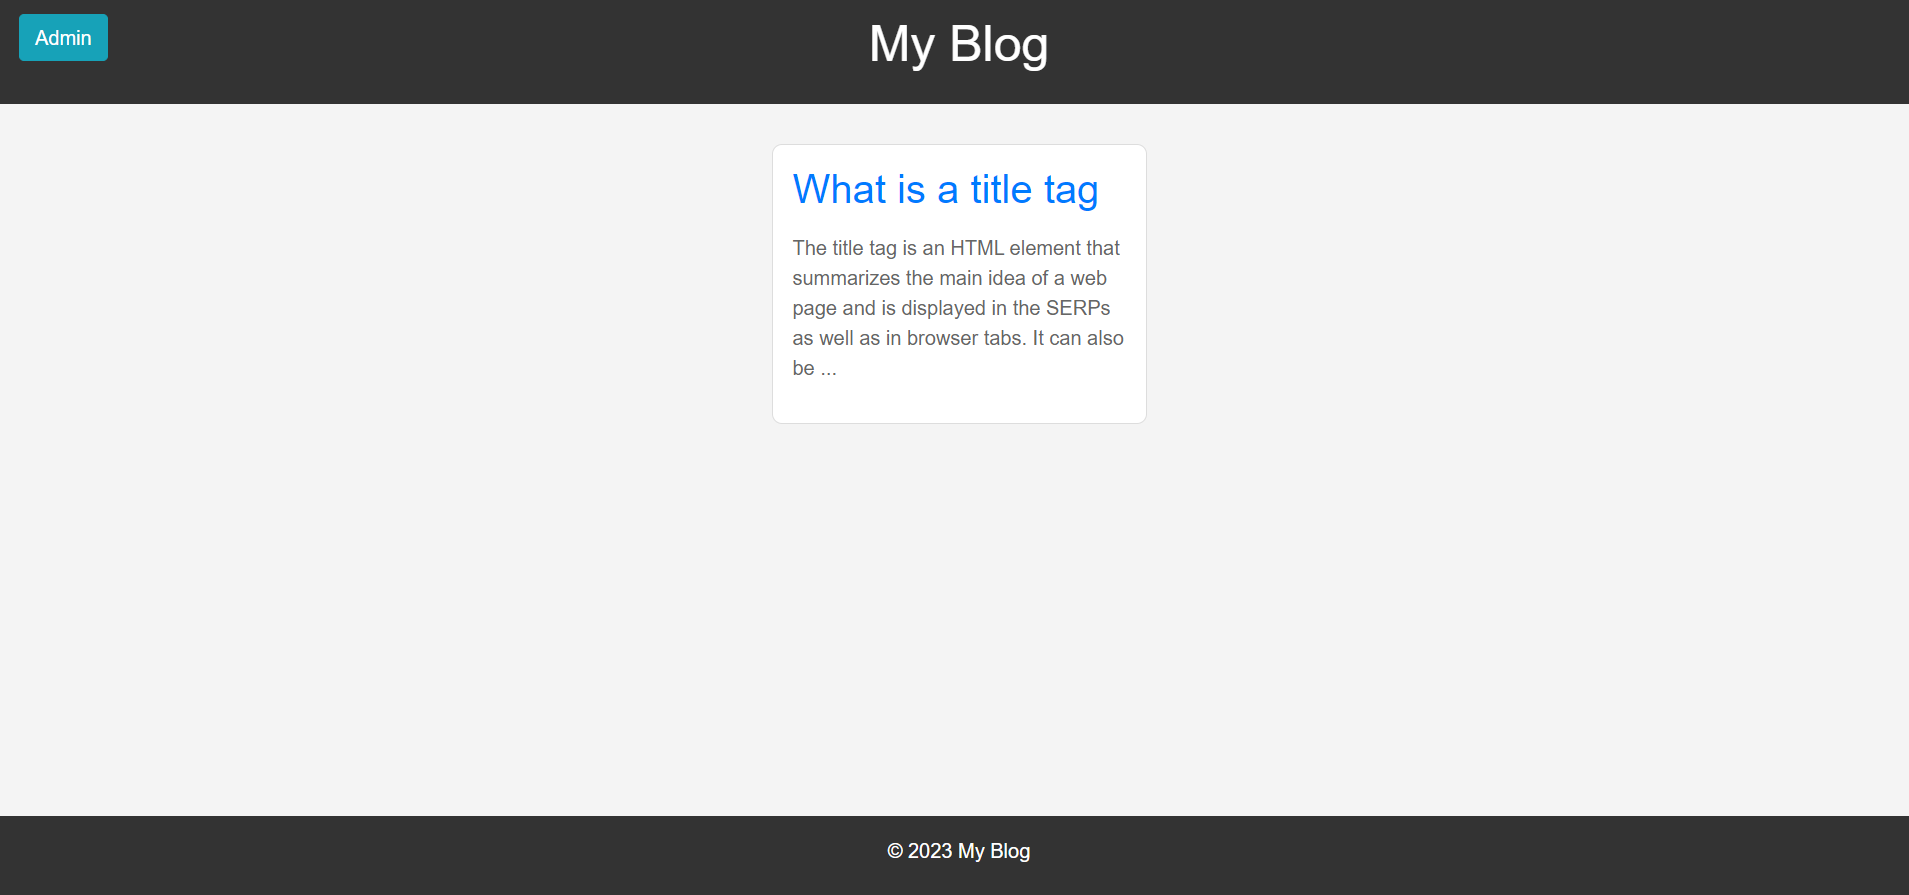 Admin
My Blog
What is a title tag
The title tag is an HTML element that
summarizes the main idea of a web
page and is displayed in the SERPs
as well as in browser tabs. It can also
be ...
© 2023 My Blog